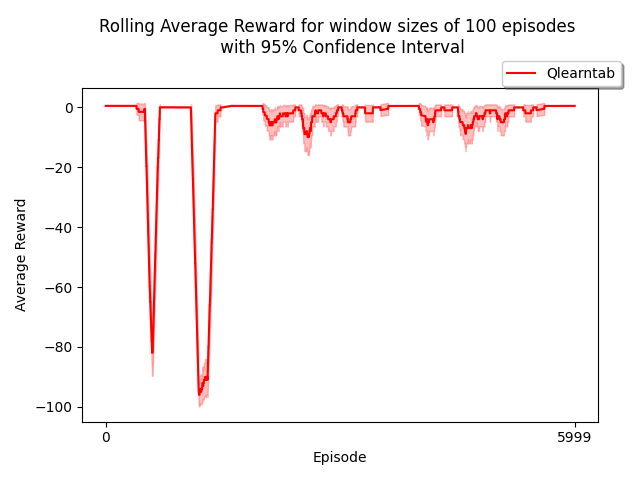 Rolling Average Reward for window sizes of 100 episodes
with 95% Confidence Interval
Qlearntab
0
−20
−40
−60
−80
−100
Average Reward
0
5999
Episode